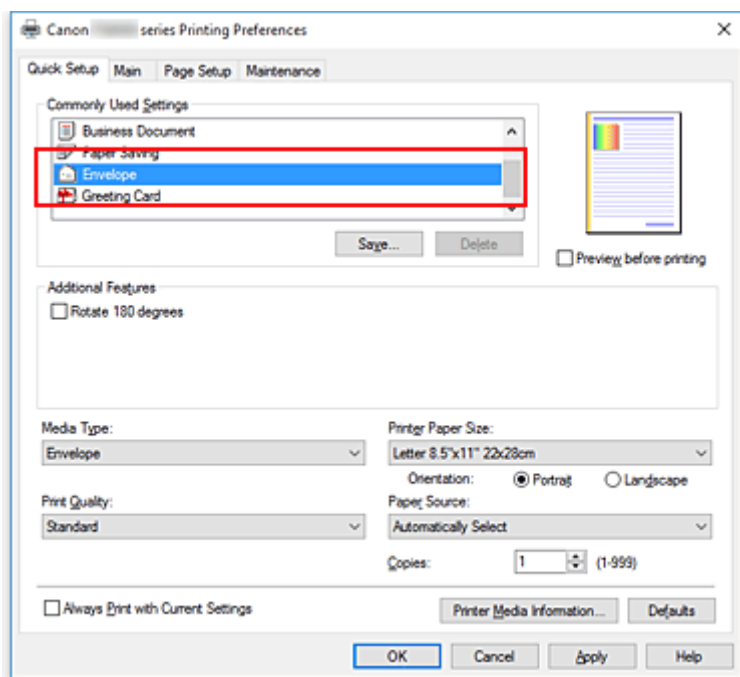 Canon series Printing Preferences
Quick Setup Main Page Setup Maintenance
Commonly Used Settings
Business Document
Paper Saving
Envelope
Greeting Card
Save... Delete
Preview before printing
Additional Features
Rotate 180 degrees
Media Type: Printer Paper Size:
Envelope Letter 8.5"x11" 22x28cm
Orientation: Portrait Landscape
Print Quality: Paper Source:
Standard Automatically Select
Copies: 1 (1-999)
Always Print with Current Settings Printer Media Information... Defaults
OK Cancel Apply Help